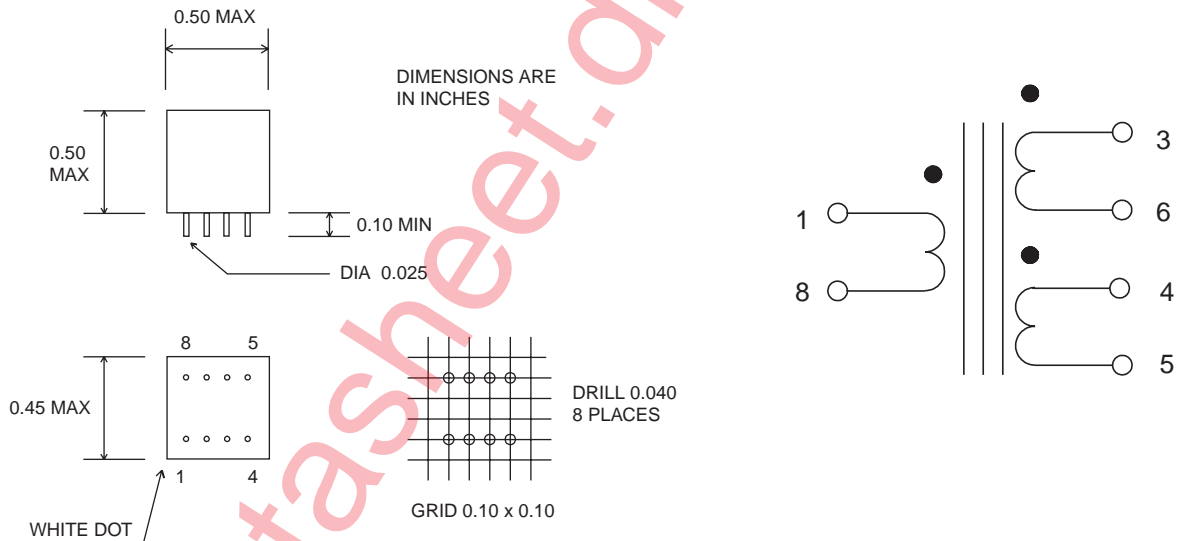 0.50 MAX
DIMENSIONS ARE
IN INCHES
0.50
MAX
0.10 MIN
DIA 0.025
8 5
0.45 MAX
1 4
WHITE DOT
DRILL 0.040
8 PLACES
GRID 0.10 x 0.10
1
8
3
6
4
5
tasheet.d